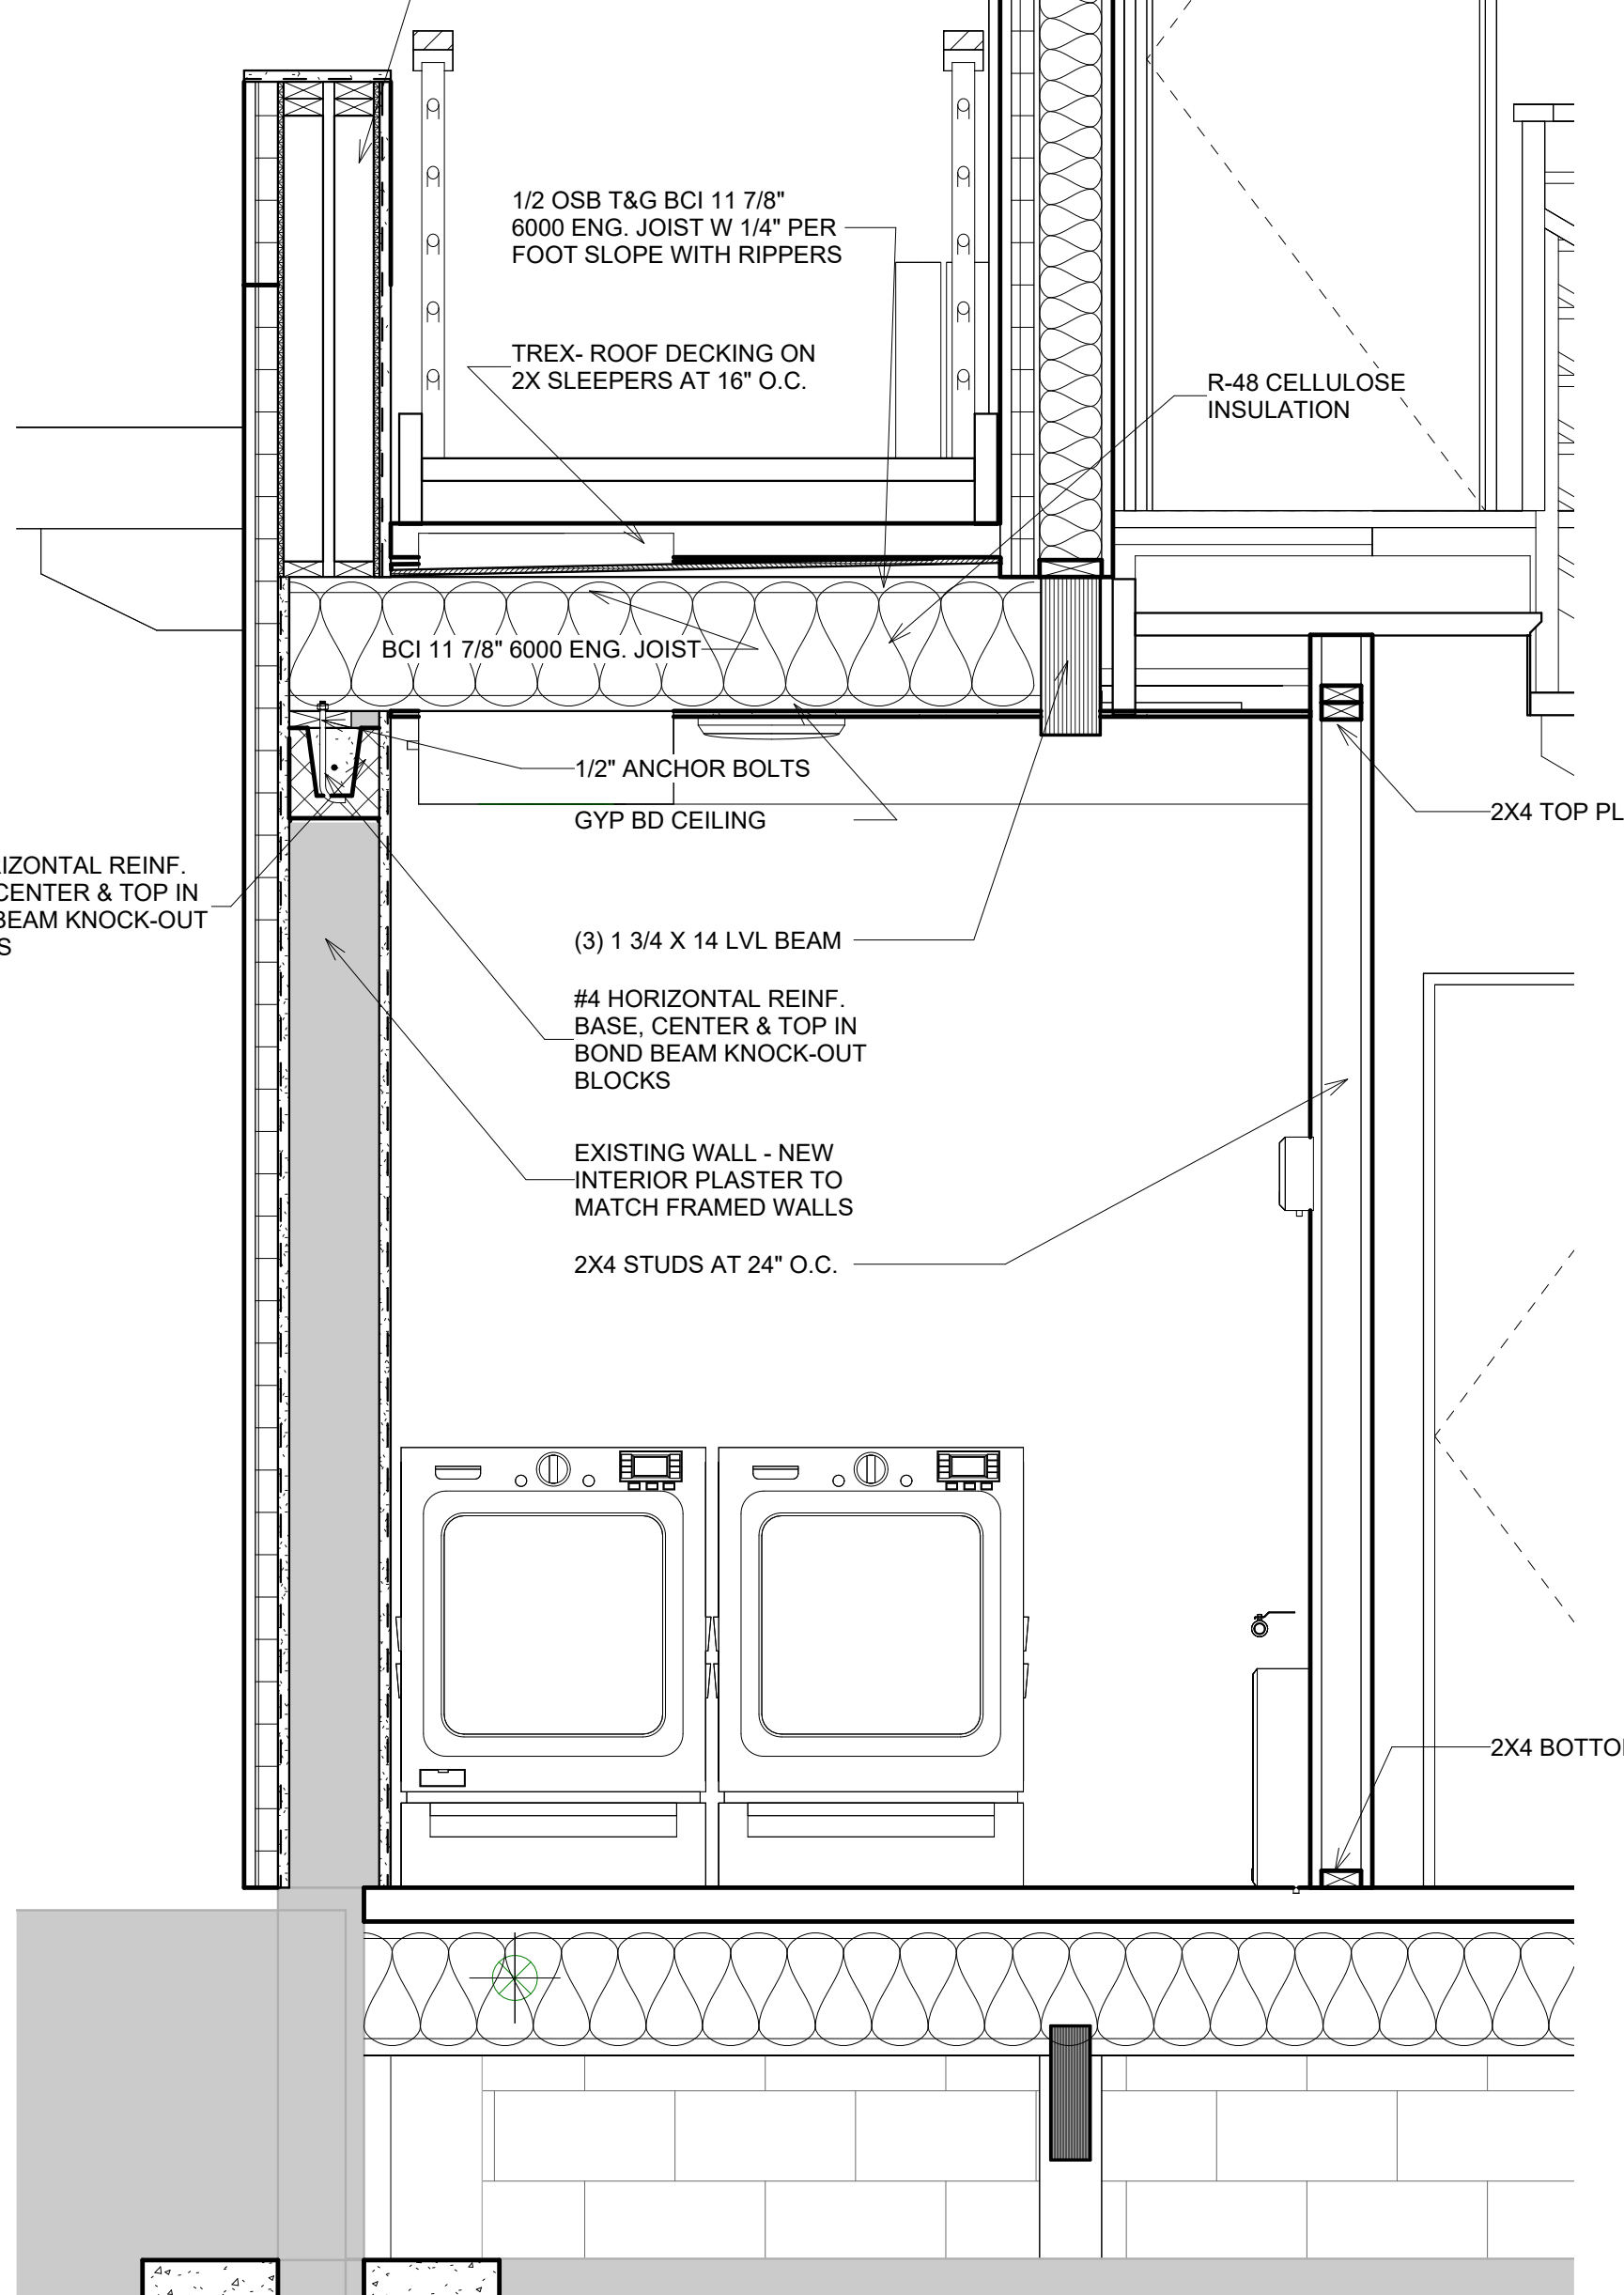 1/2 OSB T&G BCI 11 7/8"
6000 ENG. JOIST W 1/4" PER
FOOT SLOPE WITH RIPPERS
TREX- ROOF DECKING ON
2X SLEEPERS AT 16" O.C.
R-48 CELLULOSE
INSULATION
BCI 11 7/8" 6000 ENG. JOIST
1/2" ANCHOR BOLTS
GYP BD CEILING
2X4 TOP PL
IZONTAL REINF.
CENTER & TOP IN
BEAM KNOCK-OUT
S
(3) 1 3/4 X 14 LVL BEAM
#4 HORIZONTAL REINF.
BASE, CENTER & TOP IN
BOND BEAM KNOCK-OUT
BLOCKS
EXISTING WALL - NEW
INTERIOR PLASTER TO
MATCH FRAMED WALLS
2X4 STUDS AT 24" O.C.
2X4 BOTTO